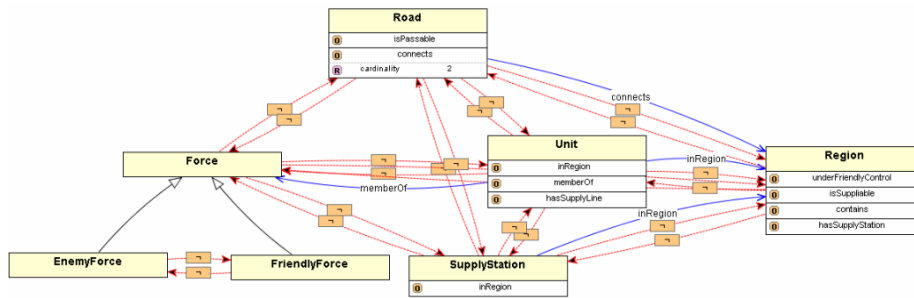 Road
O isPassable
O connects
R cardinality 2
connects
¬
¬
¬
¬
¬
¬
¬
¬
Unit
O inRegion
O memberOf
O hasSupplyLine
inRegion
Region
O underFriendlyControl
O isSuppliable
O contains
O hasSupplyStation
Force
¬
¬
¬
¬
¬
¬
memberOf
inRegion
¬
¬
¬
¬
¬
¬
EnemyForce
¬
¬
FriendlyForce
SupplyStation
O inRegion